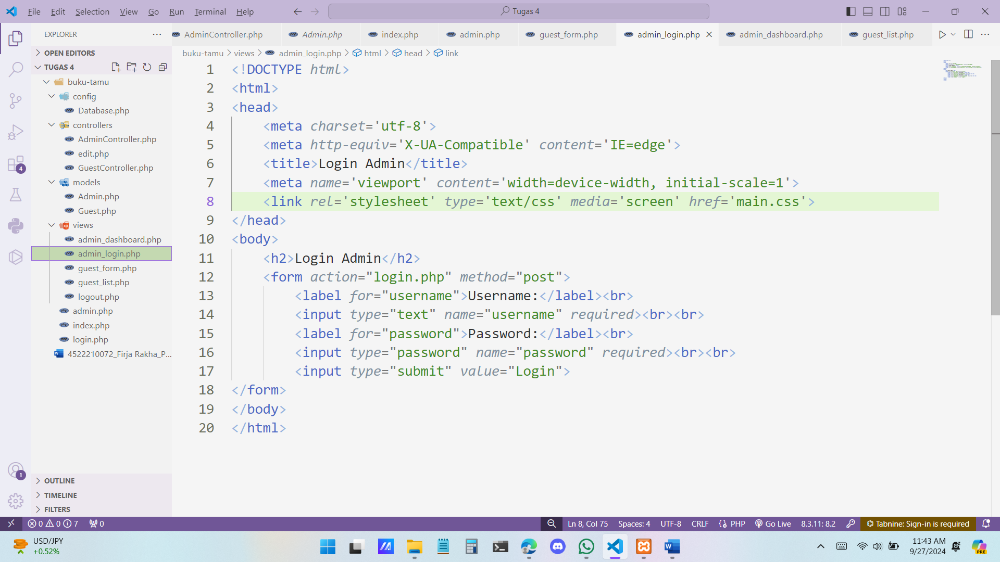 File Edit Selection View Go Run Terminal Help
Tugas 4
EXPLORER
AdminController.php
Admin.php
index.php
admin.php
guest_form.php
admin_login.php
admin_dashboard.php
guest_list.php
OPEN EDITORS
TUGAS 4
buku-tamu
config
Database.php
controllers
AdminController.php
edit.php
GuestController.php
models
Admin.php
Guest.php
views
admin_dashboard.php
admin_login.php
guest_form.php
guest_list.php
logout.php
admin.php
index.php
login.php
4522210072_Firja Rakha_P...
OUTLINE
TIMELINE
FILTERS
4
1
buku-tamu > views > admin_login.php > html > head > link
1 <!DOCTYPE html>
2 <html>
3 <head>
4 <meta charset='utf-8'>
5 <meta http-equiv='X-UA-Compatible' content='IE=edge'>
6 <title>Login Admin</title>
7 <meta name='viewport' content='width=device-width, initial-scale=1'>
8 <link rel='stylesheet' type='text/css' media='screen' href='main.css'>
9 </head>
10 <body>
11 <h2>Login Admin</h2>
12 <form action="login.php" method="post">
13 <label for="username">Username:</label><br>
14 <input type="text" name="username" required><br><br>
15 <label for="password">Password:</label><br>
16 <input type="password" name="password" required><br><br>
17 <input type="submit" value="Login">
18 </form>
19 </body>
20 </html>
0 0 7 0
Ln 8, Col 75 Spaces: 4 UTF-8 CRLF PHP Go Live 8.3.11: 8.2 Tabnine: Sign-in is required
USD/JPY
+0.52%
11:43 AM
9/27/2024
PRE